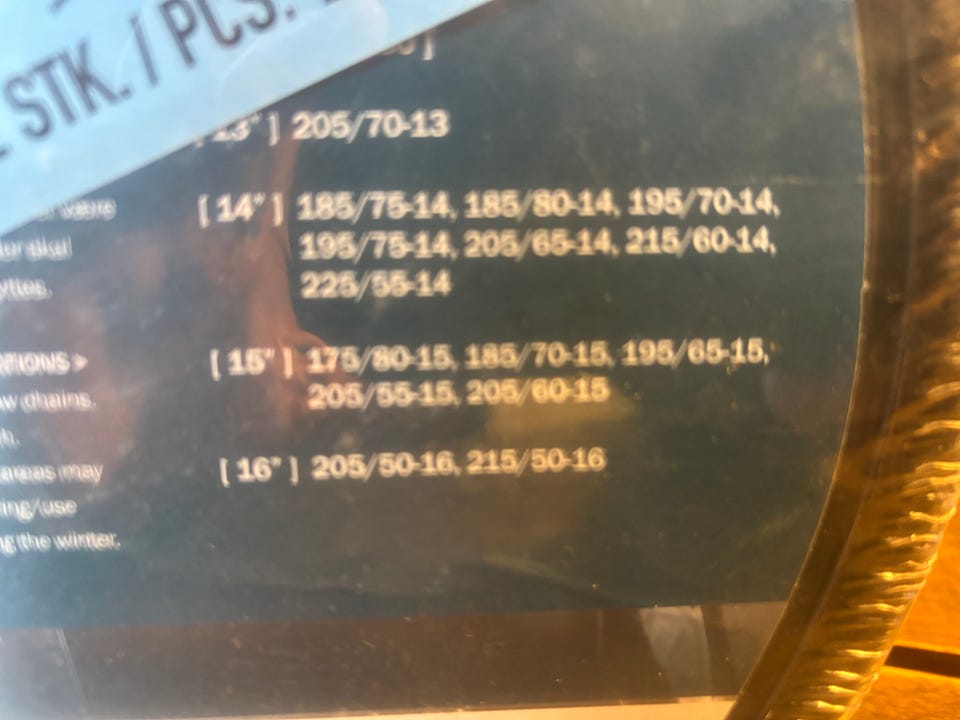 STK. / PCS.
13" ] 205/70-13
[ 14" ] 185/75-14, 185/80-14, 195/70-14,
195/75-14, 205/65-14, 215/60-14,
225/55-14
skal
[ 15" ] 175/80-15, 185/70-15, 195/65-15,
205/55-15, 205/60-15
chains.
[ 16" ] 205/50-16, 215/50-16
areas may
ing/use
the winter.